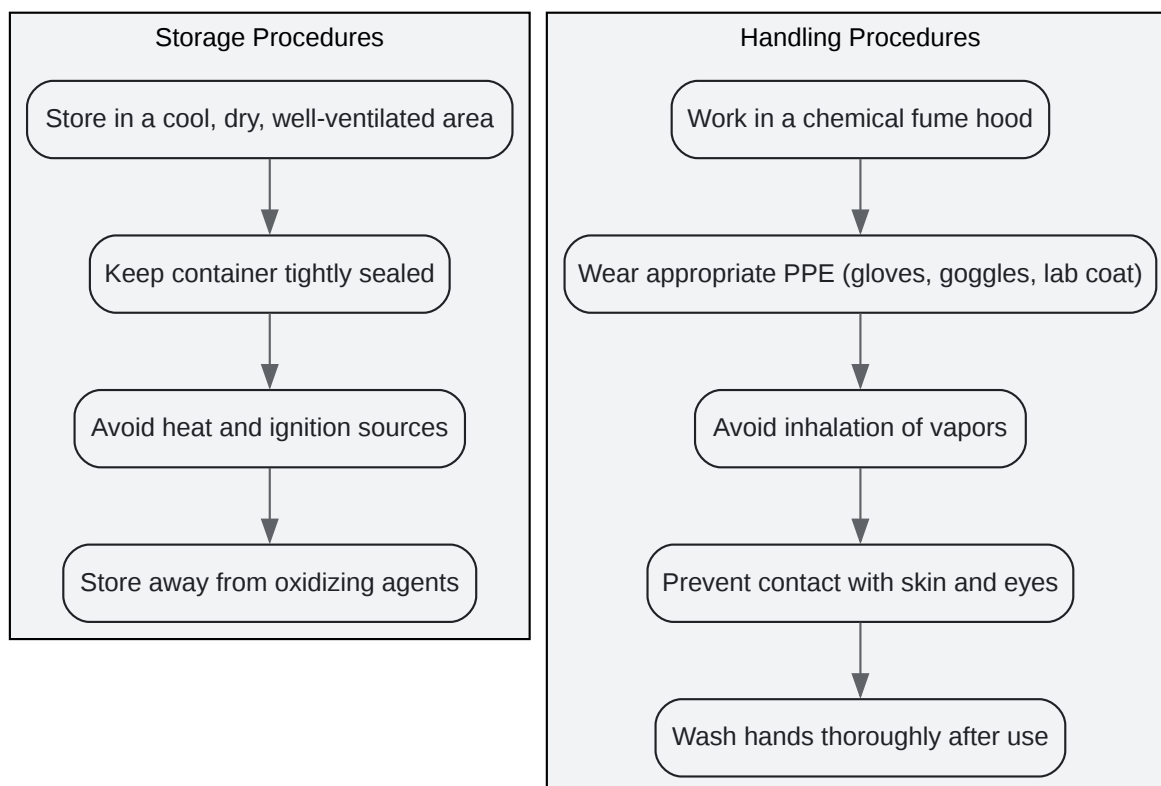 Storage Procedures
Store in a cool, dry, well-ventilated area
Keep container tightly sealed
Avoid heat and ignition sources
Store away from oxidizing agents
Handling Procedures
Work in a chemical fume hood
Wear appropriate PPE (gloves, goggles, lab coat)
Avoid inhalation of vapors
Prevent contact with skin and eyes
Wash hands thoroughly after use